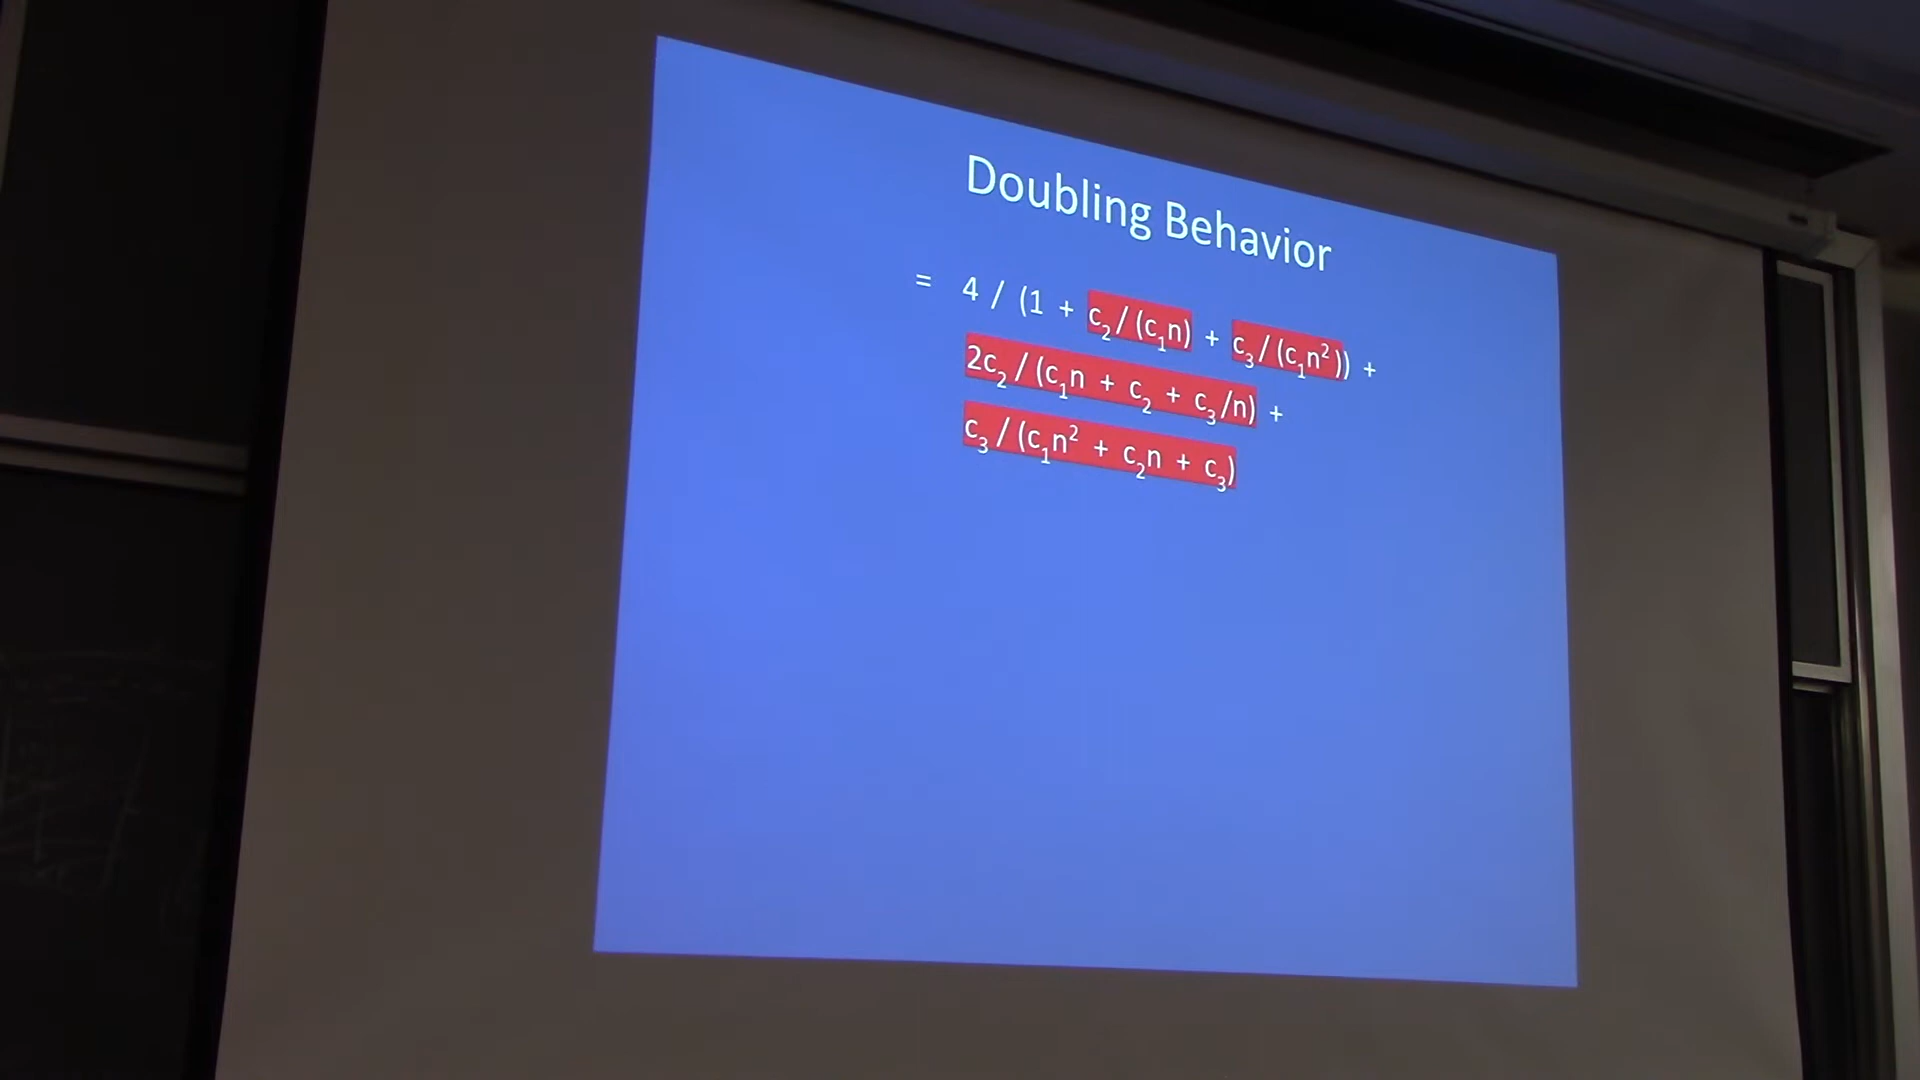 Doubling Behavior
= 4 / (1 + c₂ / (c₁n) + c₃ / (c₁n²)) +
2c₂ / (c₁n + c₂ + c₃/n) +
c₃ / (c₁n² + c₂n + c₃)